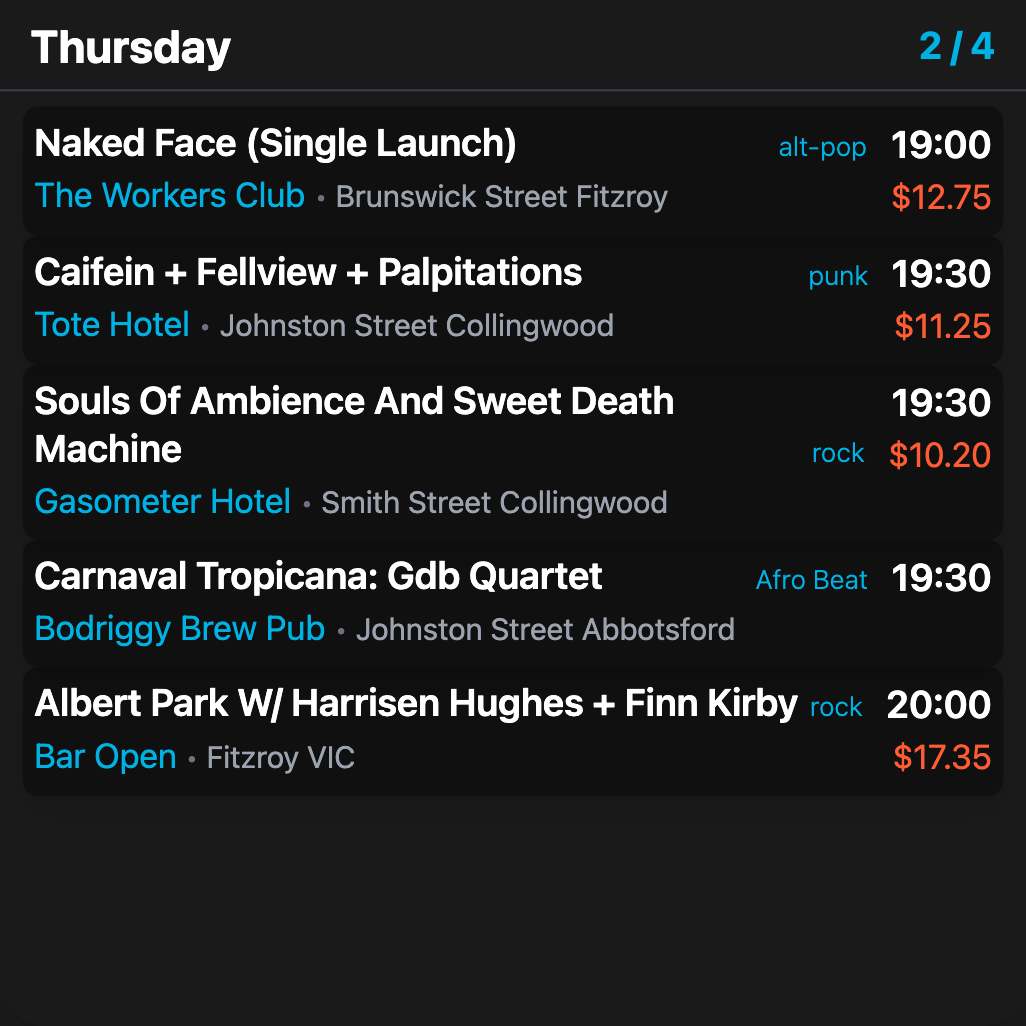 Thursday 2 / 4
Naked Face (Single Launch) alt-pop 19:00
The Workers Club • Brunswick Street Fitzroy $12.75
Caifein + Fellview + Palpitations punk 19:30
Tote Hotel • Johnston Street Collingwood $11.25
Souls Of Ambience And Sweet Death 19:30
Machine rock $10.20
Gasometer Hotel • Smith Street Collingwood
Carnaval Tropicana: Gdb Quartet Afro Beat 19:30
Bodriggy Brew Pub • Johnston Street Abbotsford
Albert Park W/ Harrisen Hughes + Finn Kirby rock 20:00
Bar Open • Fitzroy VIC $17.35